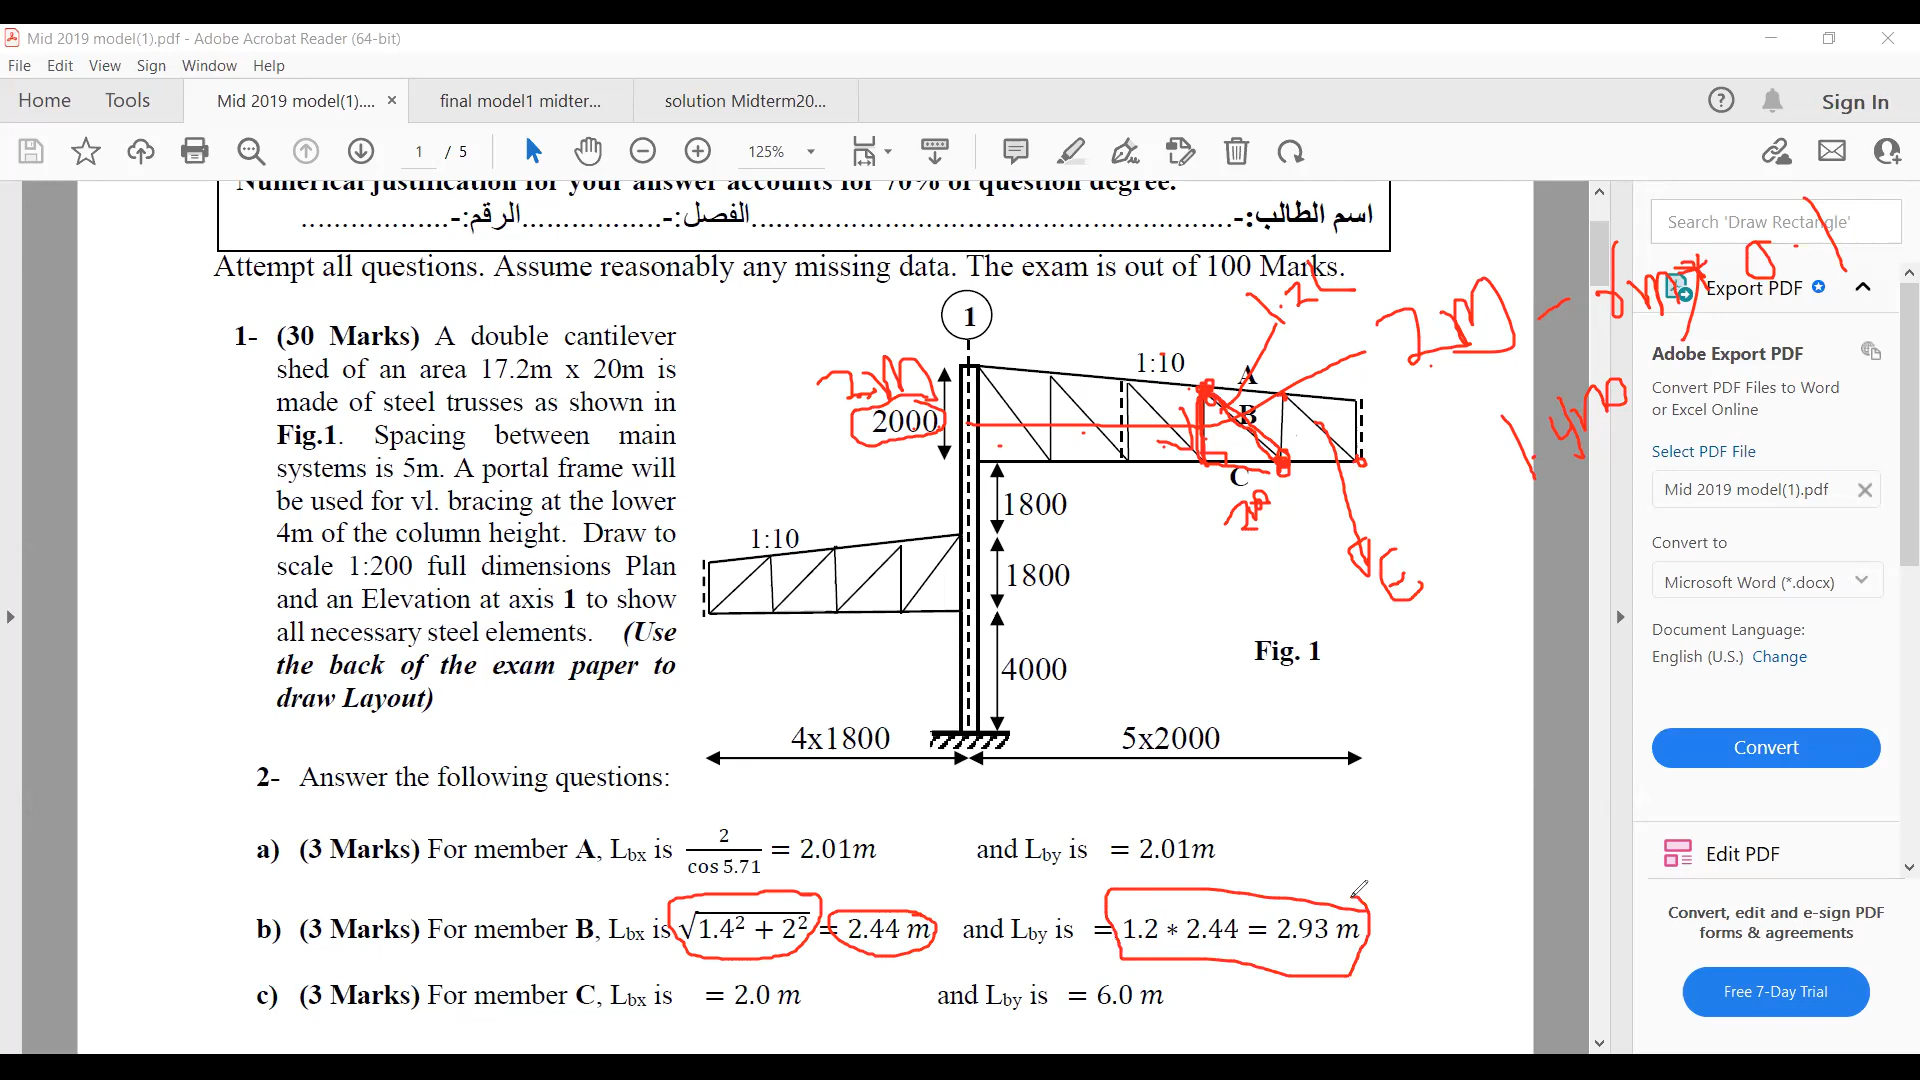 Mid 2019 model(1).pdf - Adobe Acrobat Reader (64-bit)
File Edit View Sign Window Help
Home Tools Mid 2019 model(1).... × final model1 midter... solution Midterm20... Sign In
1 / 5 125%
Numerical justification for your answer accounts for 70% of question degree.
اسم الطالب:-..........................................................الفصل:-...............الرقم:-..................
Attempt all questions. Assume reasonably any missing data. The exam is out of 100 Marks.
1- (30 Marks) A double cantilever
shed of an area 17.2m x 20m is
made of steel trusses as shown in
Fig.1. Spacing between main
systems is 5m. A portal frame will
be used for vl. bracing at the lower
4m of the column height. Draw to
scale 1:200 full dimensions Plan
and an Elevation at axis 1 to show
all necessary steel elements. (Use
the back of the exam paper to
draw Layout)
1
1:10
A
2000
B
C
1800
1:10
1800
4000
Fig. 1
4x1800 5x2000
2m
2m
2- Answer the following questions:
a) (3 Marks) For member A, Lbx is 2/cos 5.71 = 2.01m and Lby is = 2.01m
b) (3 Marks) For member B, Lbx is √1.4² + 2² = 2.44 m and Lby is = 1.2 * 2.44 = 2.93 m
c) (3 Marks) For member C, Lbx is = 2.0 m and Lby is = 6.0 m
Search 'Draw Rectangle'
Export PDF
Adobe Export PDF
Convert PDF Files to Word
or Excel Online
Select PDF File
Mid 2019 model(1).pdf
Convert to
Microsoft Word (*.docx)
Document Language:
English (U.S.) Change
Convert
Edit PDF
Convert, edit and e-sign PDF
forms & agreements
Free 7-Day Trial